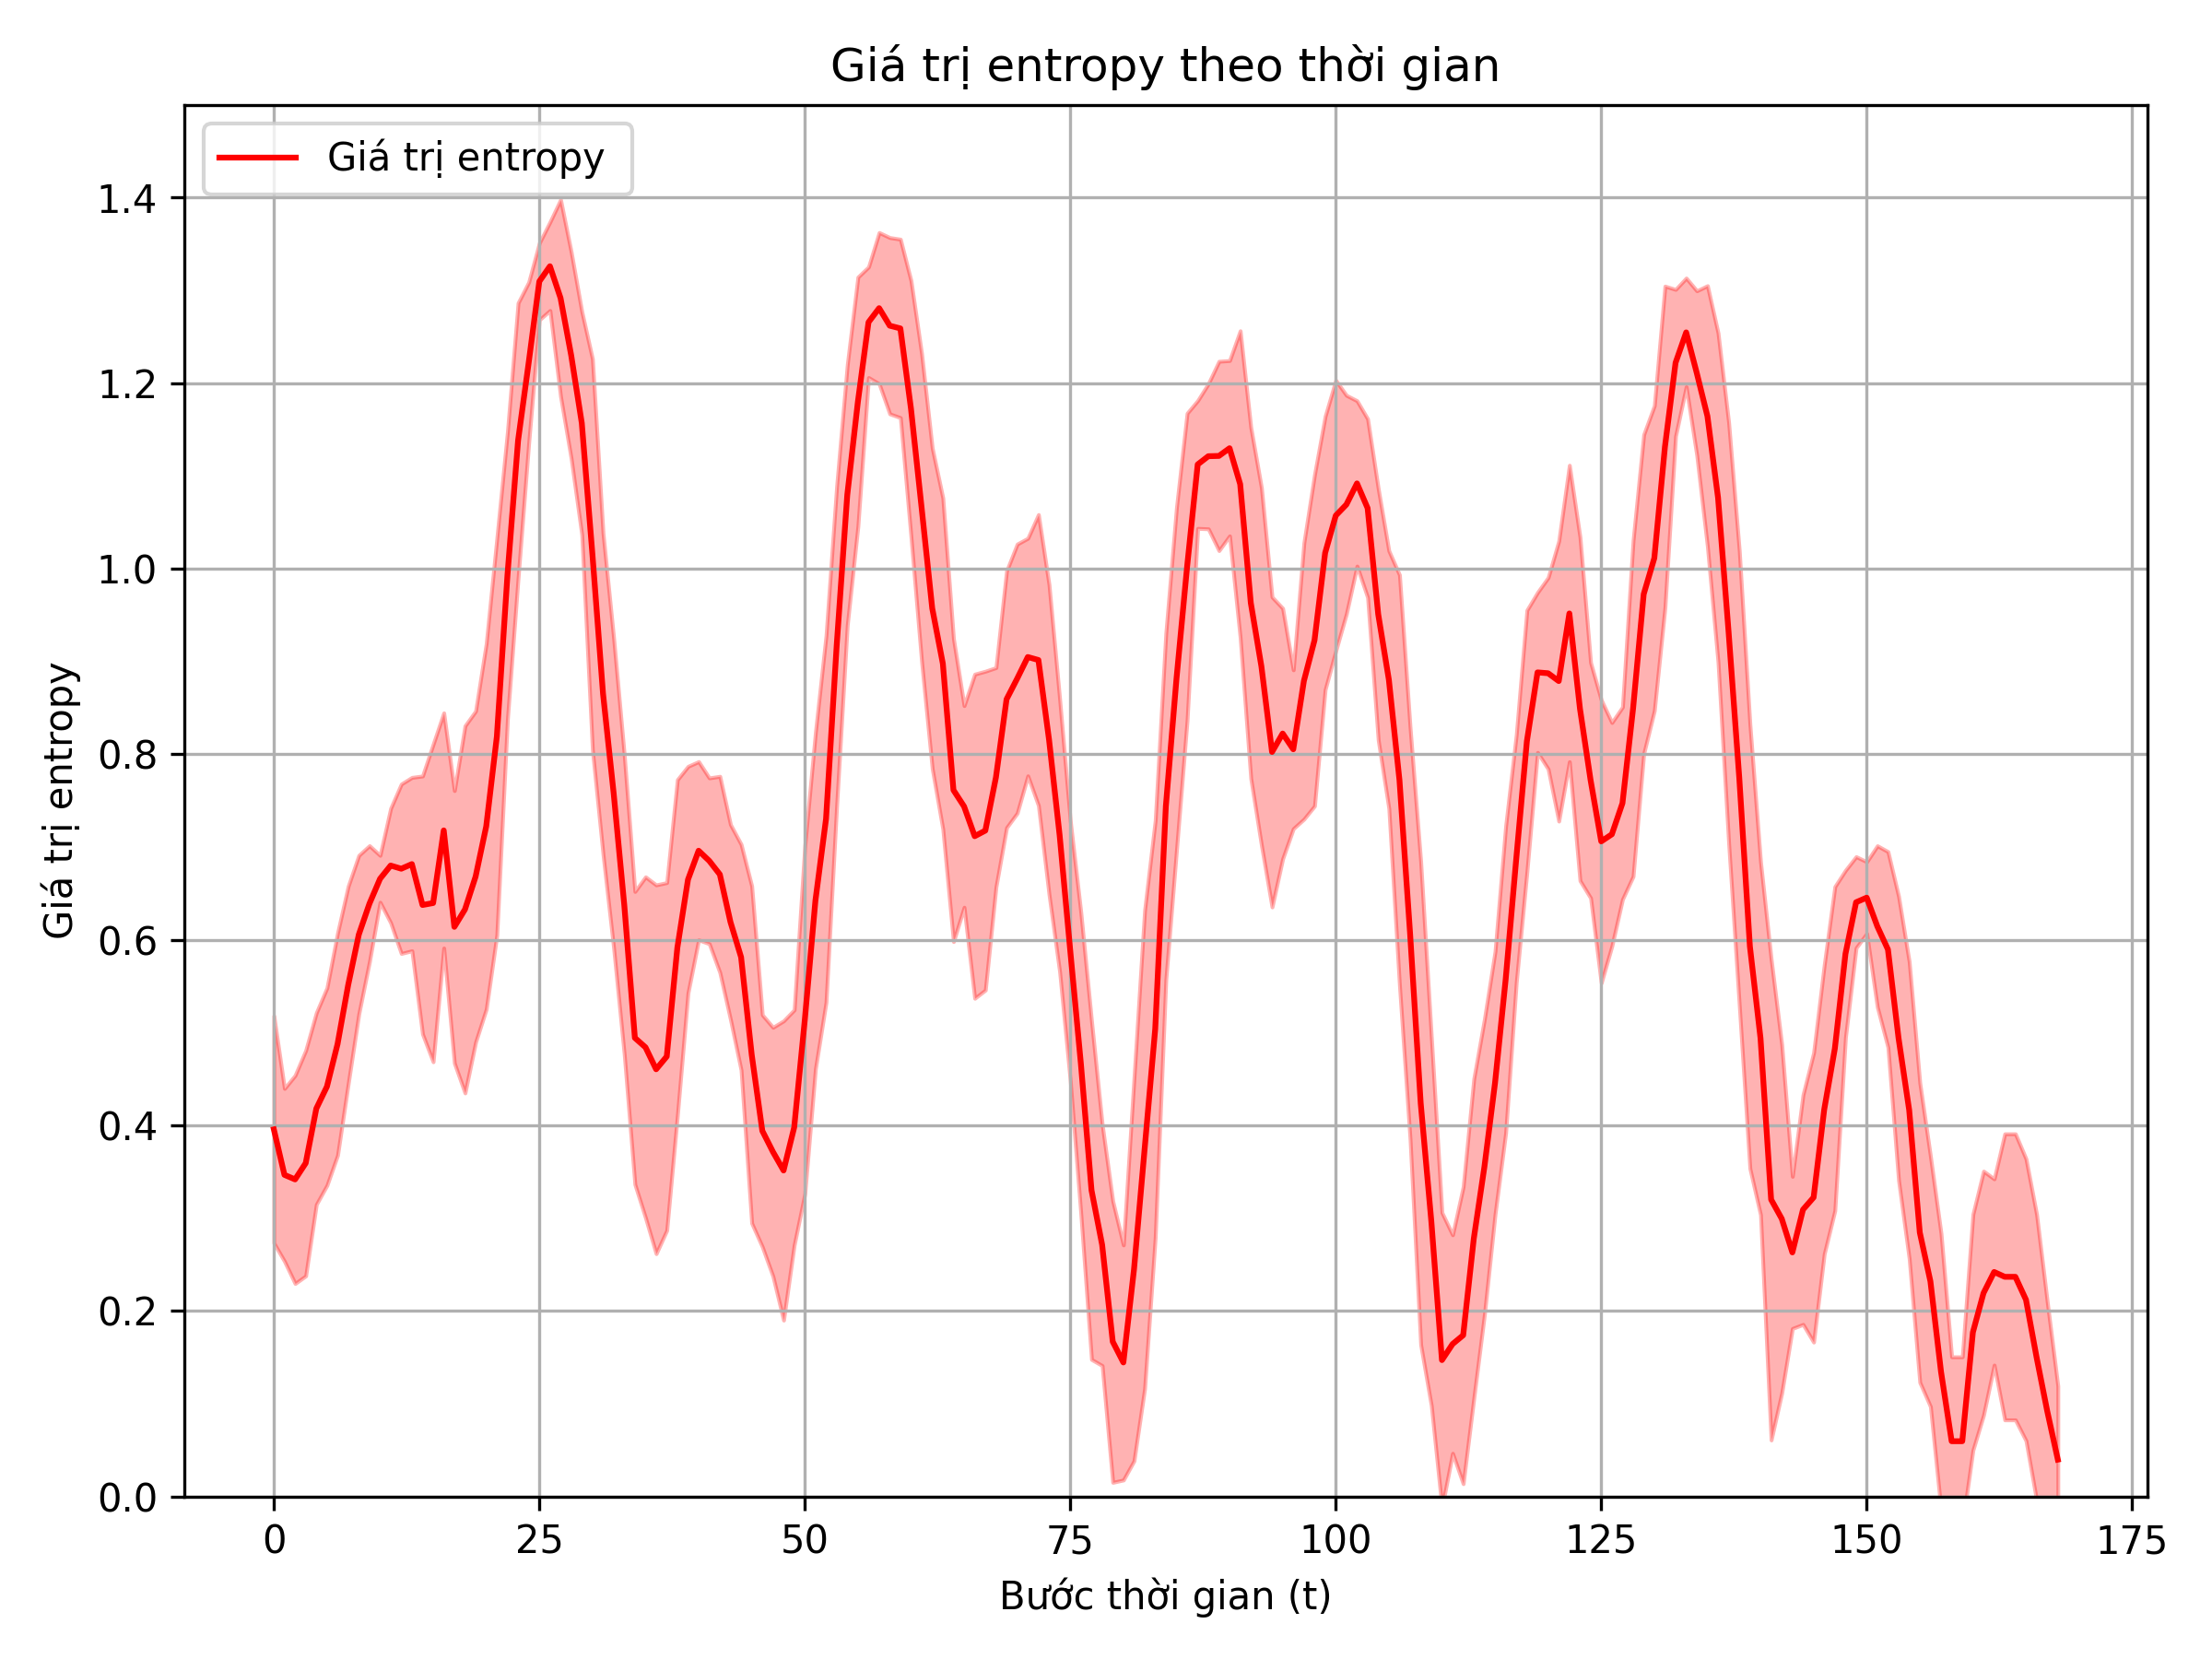 Giá trị entropy theo thời gian
Giá trị entropy
1.4
1.2
1.0
0.8
0.6
0.4
0.2
0.0
Giá trị entropy
0 25 50 75 100 125 150 175
Bước thời gian (t)